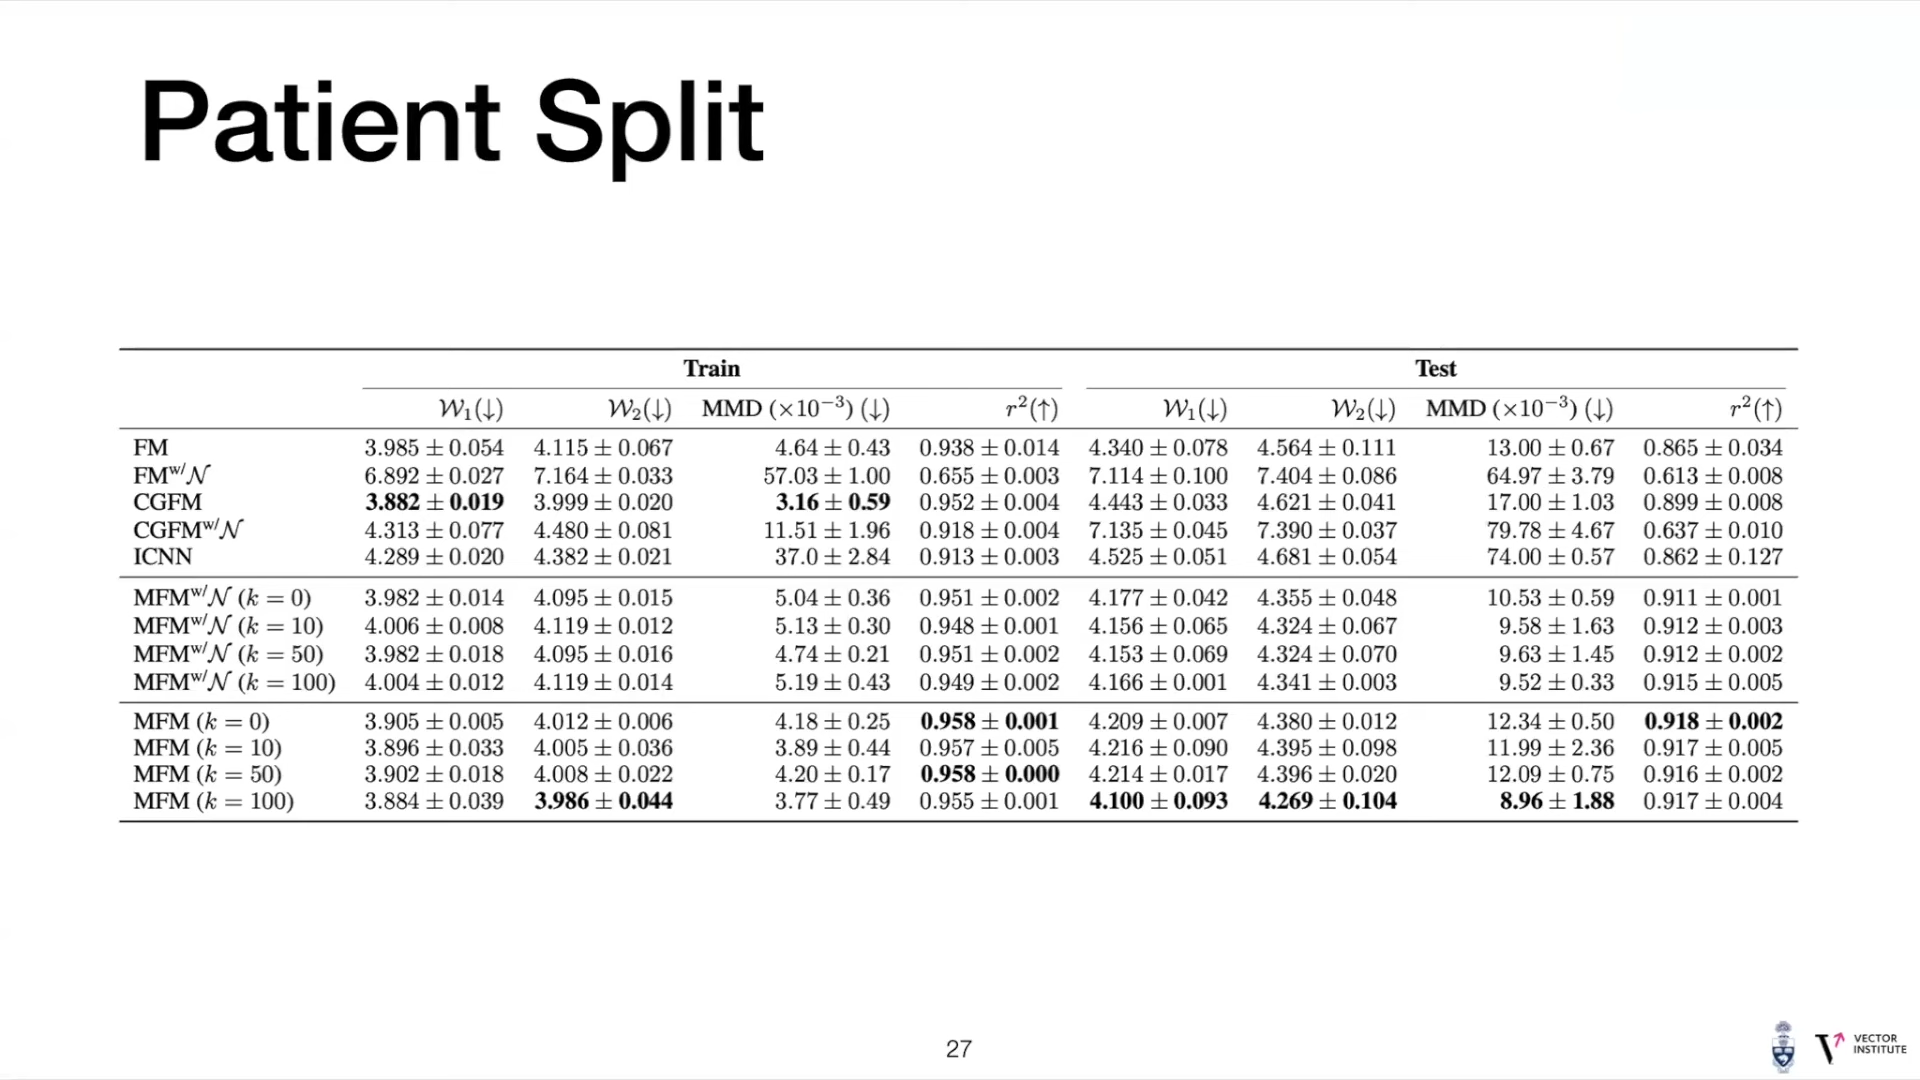 Patient Split
Train Test
𝒲₁(↓) 𝒲₂(↓) MMD (×10⁻³) (↓) r²(↑) 𝒲₁(↓) 𝒲₂(↓) MMD (×10⁻³) (↓) r²(↑)
FM 3.985 ± 0.054 4.115 ± 0.067 4.64 ± 0.43 0.938 ± 0.014 4.340 ± 0.078 4.564 ± 0.111 13.00 ± 0.67 0.865 ± 0.034
FMʷ/𝒩 6.892 ± 0.027 7.164 ± 0.033 57.03 ± 1.00 0.655 ± 0.003 7.114 ± 0.100 7.404 ± 0.086 64.97 ± 3.79 0.613 ± 0.008
CGFM 3.882 ± 0.019 3.999 ± 0.020 3.16 ± 0.59 0.952 ± 0.004 4.443 ± 0.033 4.621 ± 0.041 17.00 ± 1.03 0.899 ± 0.008
CGFMʷ/𝒩 4.313 ± 0.077 4.480 ± 0.081 11.51 ± 1.96 0.918 ± 0.004 7.135 ± 0.045 7.390 ± 0.037 79.78 ± 4.67 0.637 ± 0.010
ICNN 4.289 ± 0.020 4.382 ± 0.021 37.0 ± 2.84 0.913 ± 0.003 4.525 ± 0.051 4.681 ± 0.054 74.00 ± 0.57 0.862 ± 0.127
MFMʷ/𝒩 (k = 0) 3.982 ± 0.014 4.095 ± 0.015 5.04 ± 0.36 0.951 ± 0.002 4.177 ± 0.042 4.355 ± 0.048 10.53 ± 0.59 0.911 ± 0.001
MFMʷ/𝒩 (k = 10) 4.006 ± 0.008 4.119 ± 0.012 5.13 ± 0.30 0.948 ± 0.001 4.156 ± 0.065 4.324 ± 0.067 9.58 ± 1.63 0.912 ± 0.003
MFMʷ/𝒩 (k = 50) 3.982 ± 0.018 4.095 ± 0.016 4.74 ± 0.21 0.951 ± 0.002 4.153 ± 0.069 4.324 ± 0.070 9.63 ± 1.45 0.912 ± 0.002
MFMʷ/𝒩 (k = 100) 4.004 ± 0.012 4.119 ± 0.014 5.19 ± 0.43 0.949 ± 0.002 4.166 ± 0.001 4.341 ± 0.003 9.52 ± 0.33 0.915 ± 0.005
MFM (k = 0) 3.905 ± 0.005 4.012 ± 0.006 4.18 ± 0.25 0.958 ± 0.001 4.209 ± 0.007 4.380 ± 0.012 12.34 ± 0.50 0.918 ± 0.002
MFM (k = 10) 3.896 ± 0.033 4.005 ± 0.036 3.89 ± 0.44 0.957 ± 0.005 4.216 ± 0.090 4.395 ± 0.098 11.99 ± 2.36 0.917 ± 0.005
MFM (k = 50) 3.902 ± 0.018 4.008 ± 0.022 4.20 ± 0.17 0.958 ± 0.000 4.214 ± 0.017 4.396 ± 0.020 12.09 ± 0.75 0.916 ± 0.002
MFM (k = 100) 3.884 ± 0.039 3.986 ± 0.044 3.77 ± 0.49 0.955 ± 0.001 4.100 ± 0.093 4.269 ± 0.104 8.96 ± 1.88 0.917 ± 0.004
27
VECTOR
INSTITUTE